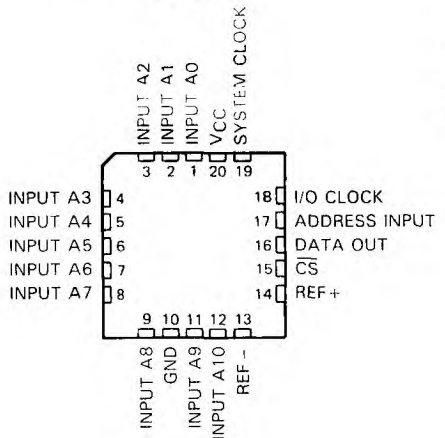 INPUT A2
INPUT A1
INPUT A0
VCC
SYSTEM CLOCK
3 2 1 20 19
INPUT A3 4
INPUT A4 5
INPUT A5 6
INPUT A6 7
INPUT A7 8
18 I/O CLOCK
17 ADDRESS INPUT
16 DATA OUT
15 C̅S̅
14 REF+
9 10 11 12 13
INPUT A8
GND
INPUT A9
INPUT A10
REF-